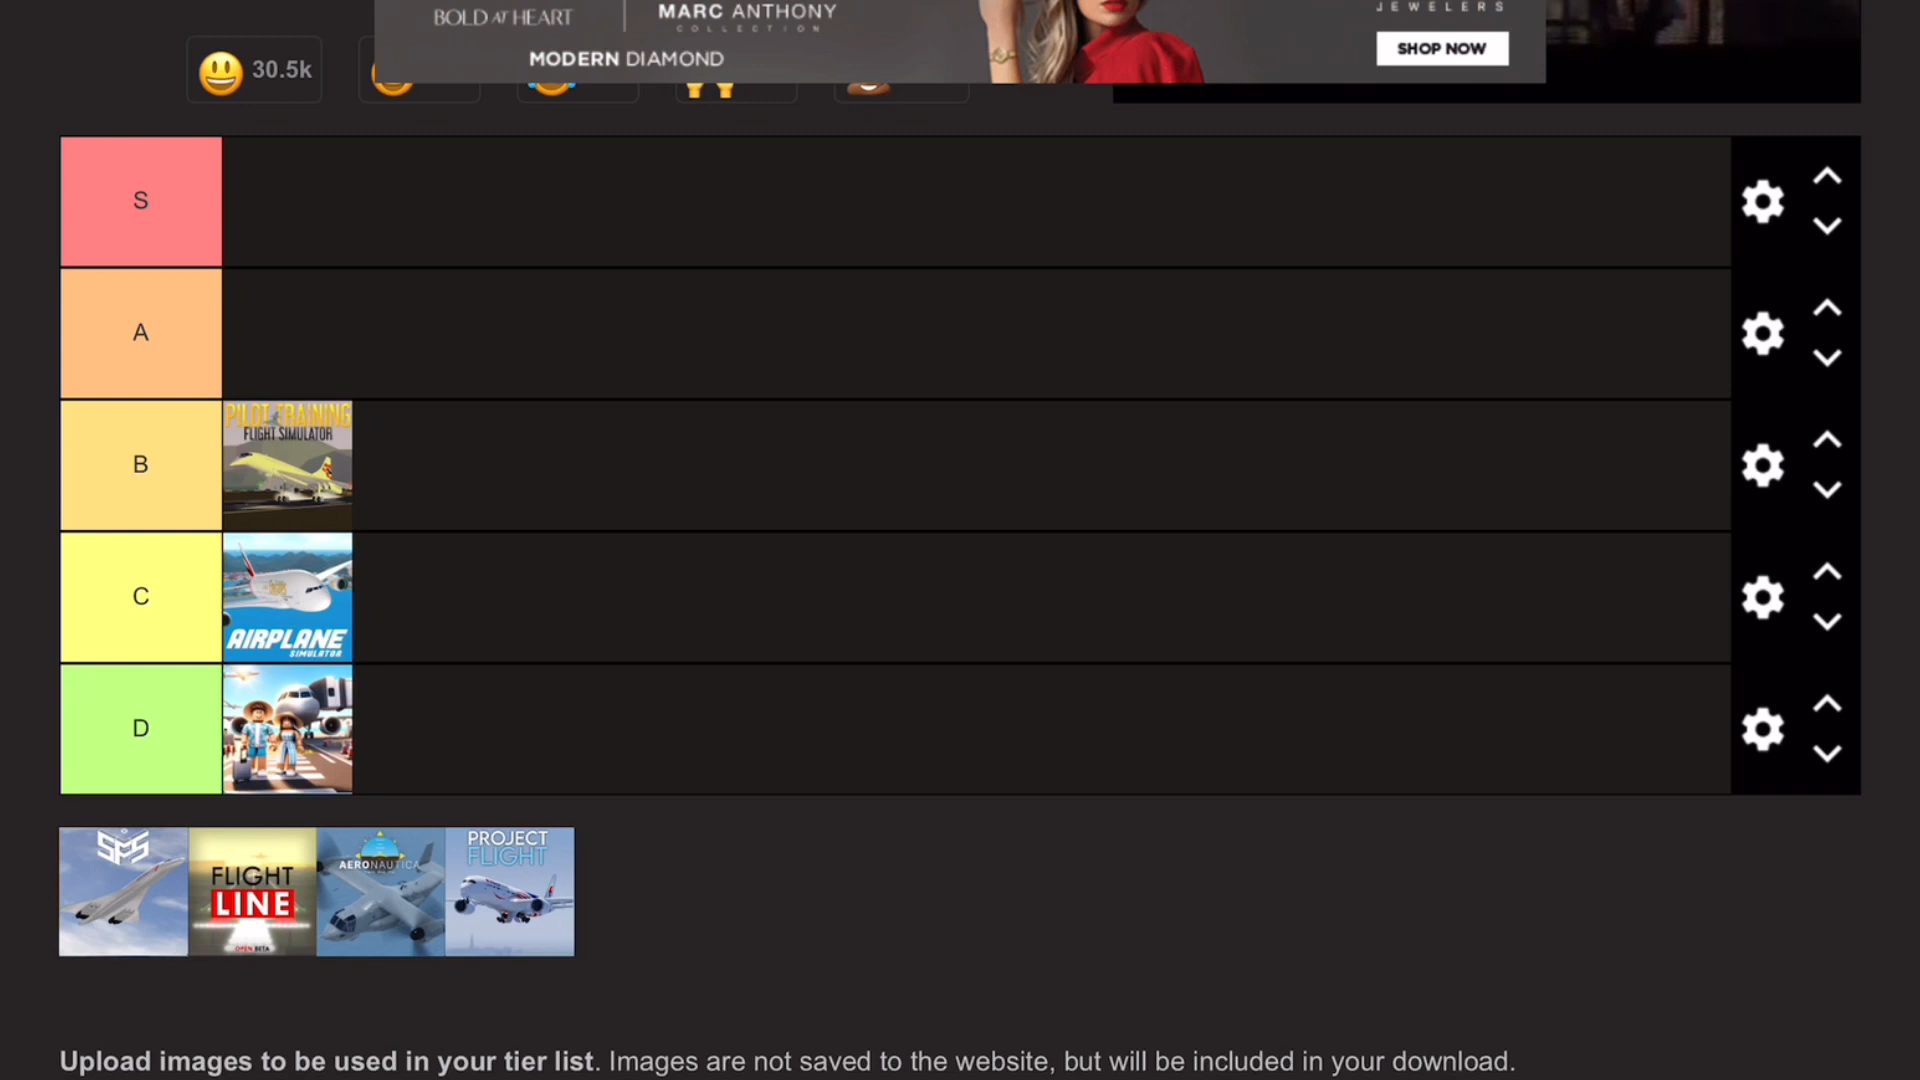 BOLD AT HEART
MARC ANTHONY
COLLECTION
MODERN DIAMOND
JEWELERS
SHOP NOW
30.5k
S
A
B
PILOT TRAINING
FLIGHT SIMULATOR
C
AIRPLANE
SIMULATOR
D
SFS
FLIGHT
LINE
OPEN BETA
AERONAUTICA
PROJECT
FLIGHT
Upload images to be used in your tier list. Images are not saved to the website, but will be included in your download.